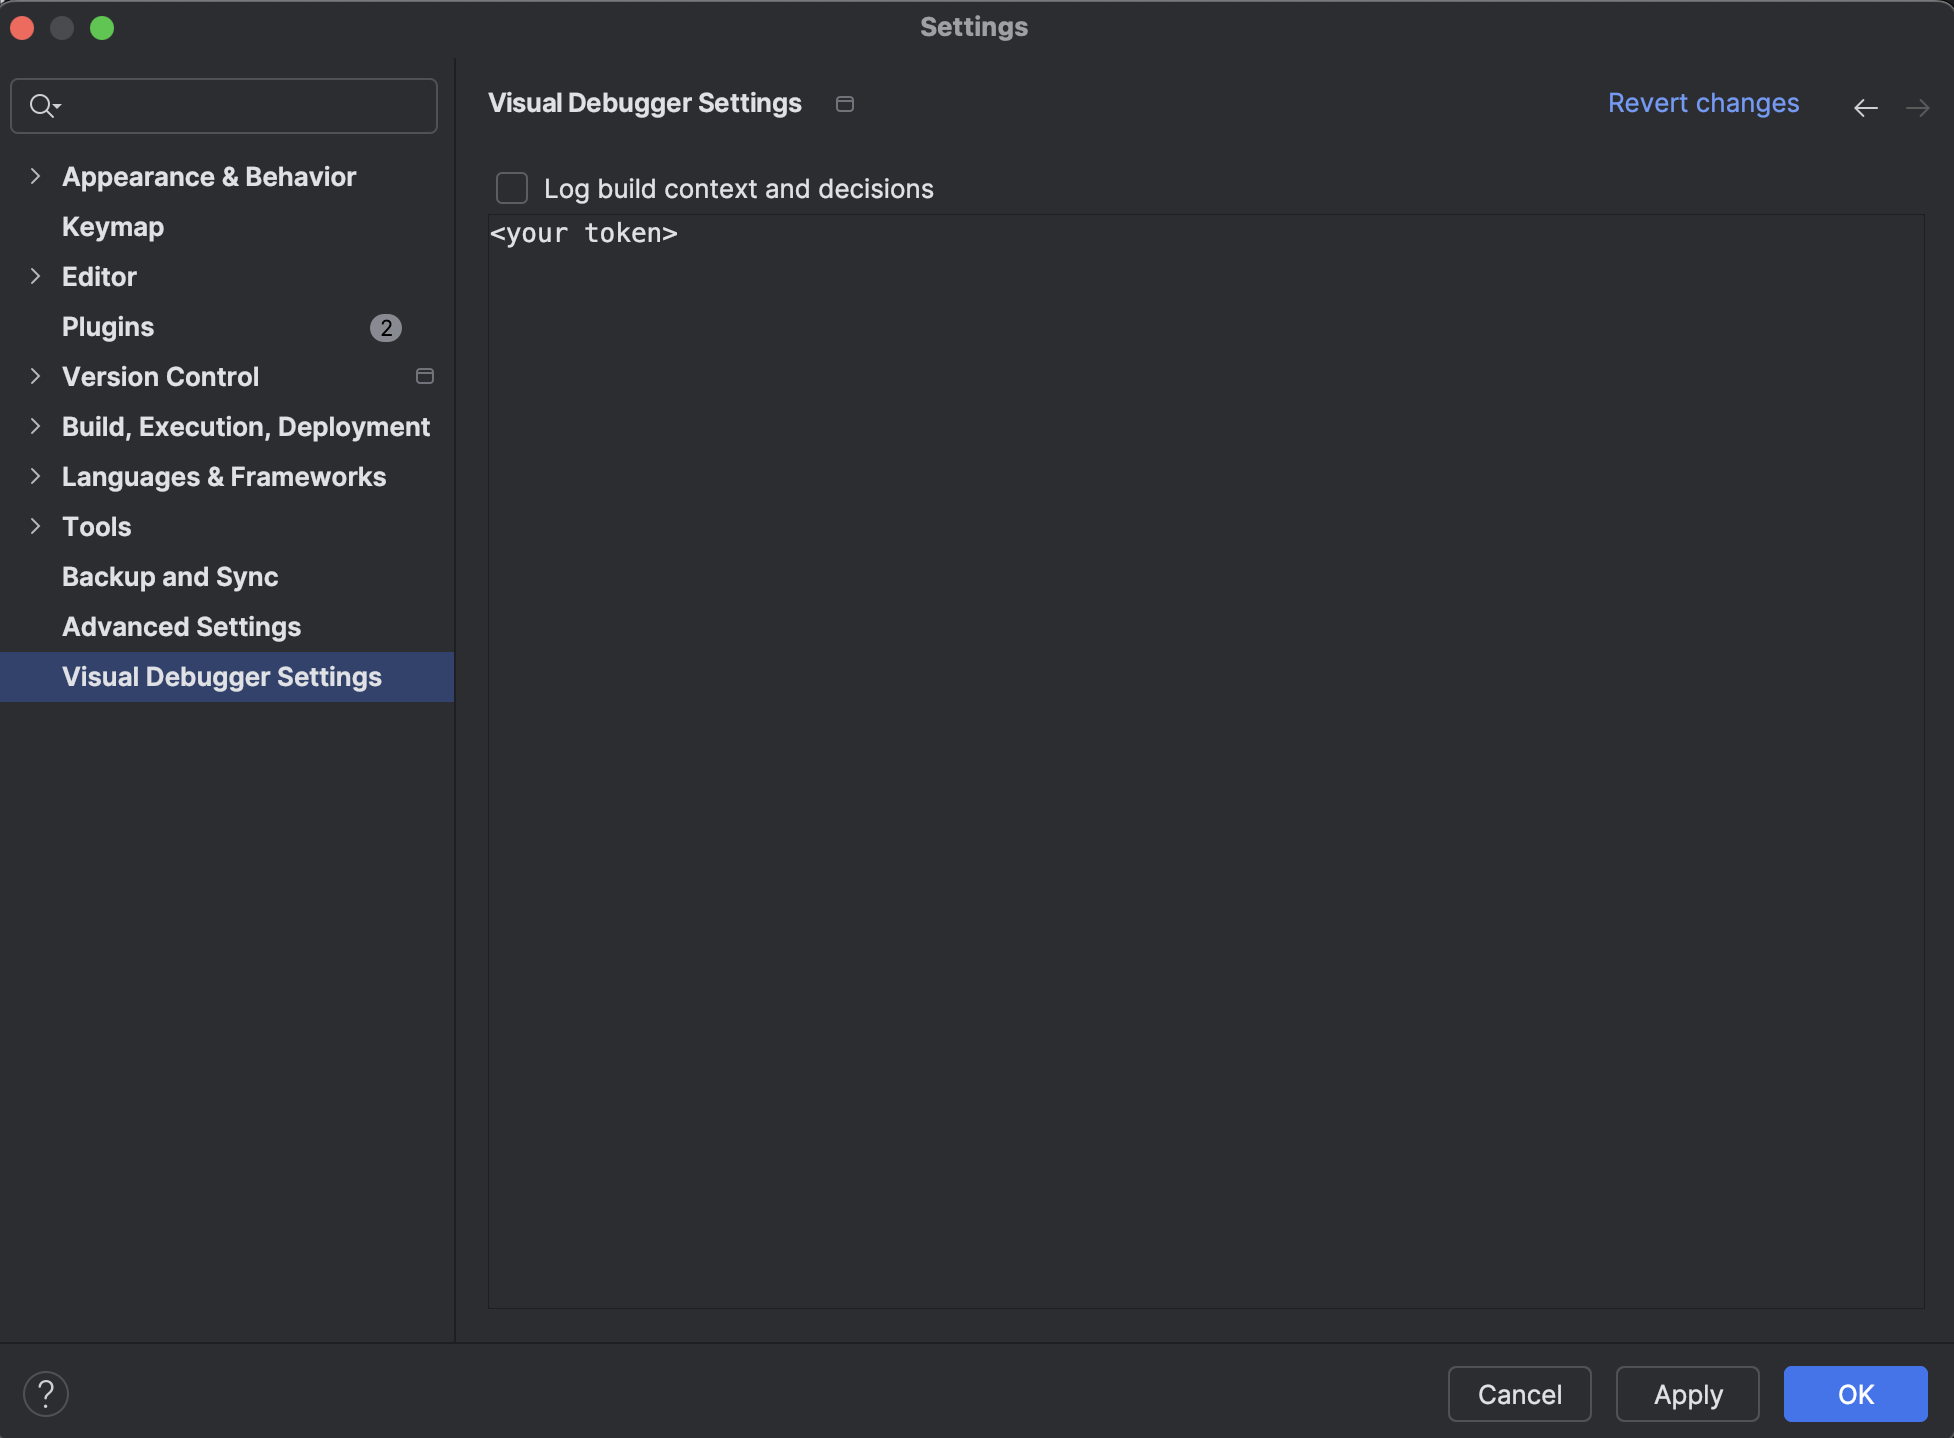 Settings
Visual Debugger Settings
Revert changes
Appearance & Behavior
Keymap
Editor
Plugins 2
Version Control
Build, Execution, Deployment
Languages & Frameworks
Tools
Backup and Sync
Advanced Settings
Visual Debugger Settings
Log build context and decisions
<your token>
?
Cancel
Apply
OK